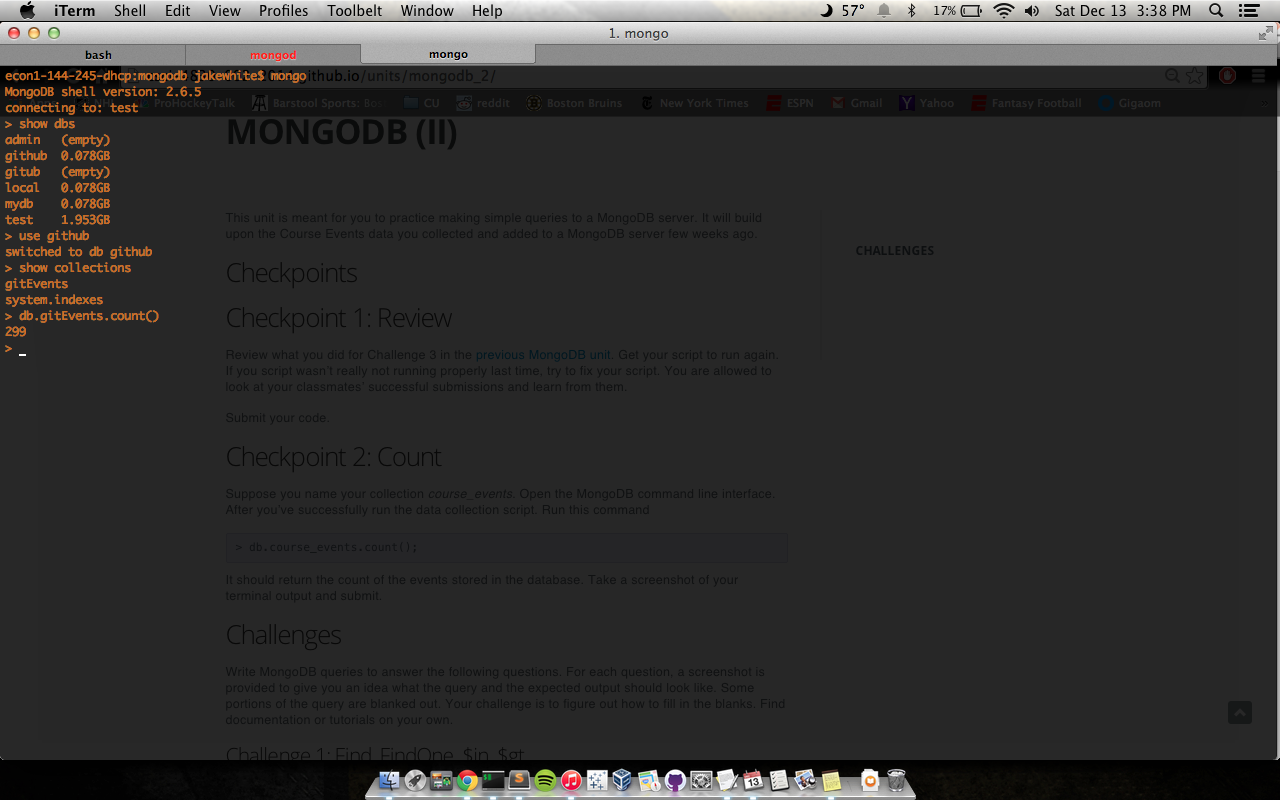 iTerm Shell Edit View Profiles Toolbelt Window Help 57° 17% Sat Dec 13 3:38 PM
1. mongo
bash mongod mongo
econ1-144-245-dhcp:mongodb jakewhite$ mongo
github.io/units/mongodb_2/
MongoDB shell version: 2.6.5
connecting to: test
ProHockeyTalk Barstool Sports: Bos CU reddit Boston Bruins New York Times ESPN Gmail Yahoo Fantasy Football Gigaom
> show dbs
admin (empty)
github 0.078GB
gitub (empty)
local 0.078GB
mydb 0.078GB
test 1.953GB
> use github
switched to db github
> show collections
gitEvents
system.indexes
> db.gitEvents.count()
299
>
MONGODB (II)
This unit is meant for you to practice making simple queries to a MongoDB server. It will build
upon the Course Events data you collected and added to a MongoDB server few weeks ago.
CHALLENGES
Checkpoints
Checkpoint 1: Review
Review what you did for Challenge 3 in the previous MongoDB unit. Get your script to run again.
If you script wasn't really not running properly last time, try to fix your script. You are allowed to
look at your classmates' successful submissions and learn from them.
Submit your code.
Checkpoint 2: Count
Suppose you name your collection course_events. Open the MongoDB command line interface.
After you've successfully run the data collection script. Run this command
> db.course_events.count();
It should return the count of the events stored in the database. Take a screenshot of your
terminal output and submit.
Challenges
Write MongoDB queries to answer the following questions. For each question, a screenshot is
provided to give you an idea what the query and the expected output should look like. Some
portions of the query are blanked out. Your challenge is to figure out how to fill in the blanks. Find
documentation or tutorials on your own.
Challenge 1: Find, FindOne, $in, $gt
13